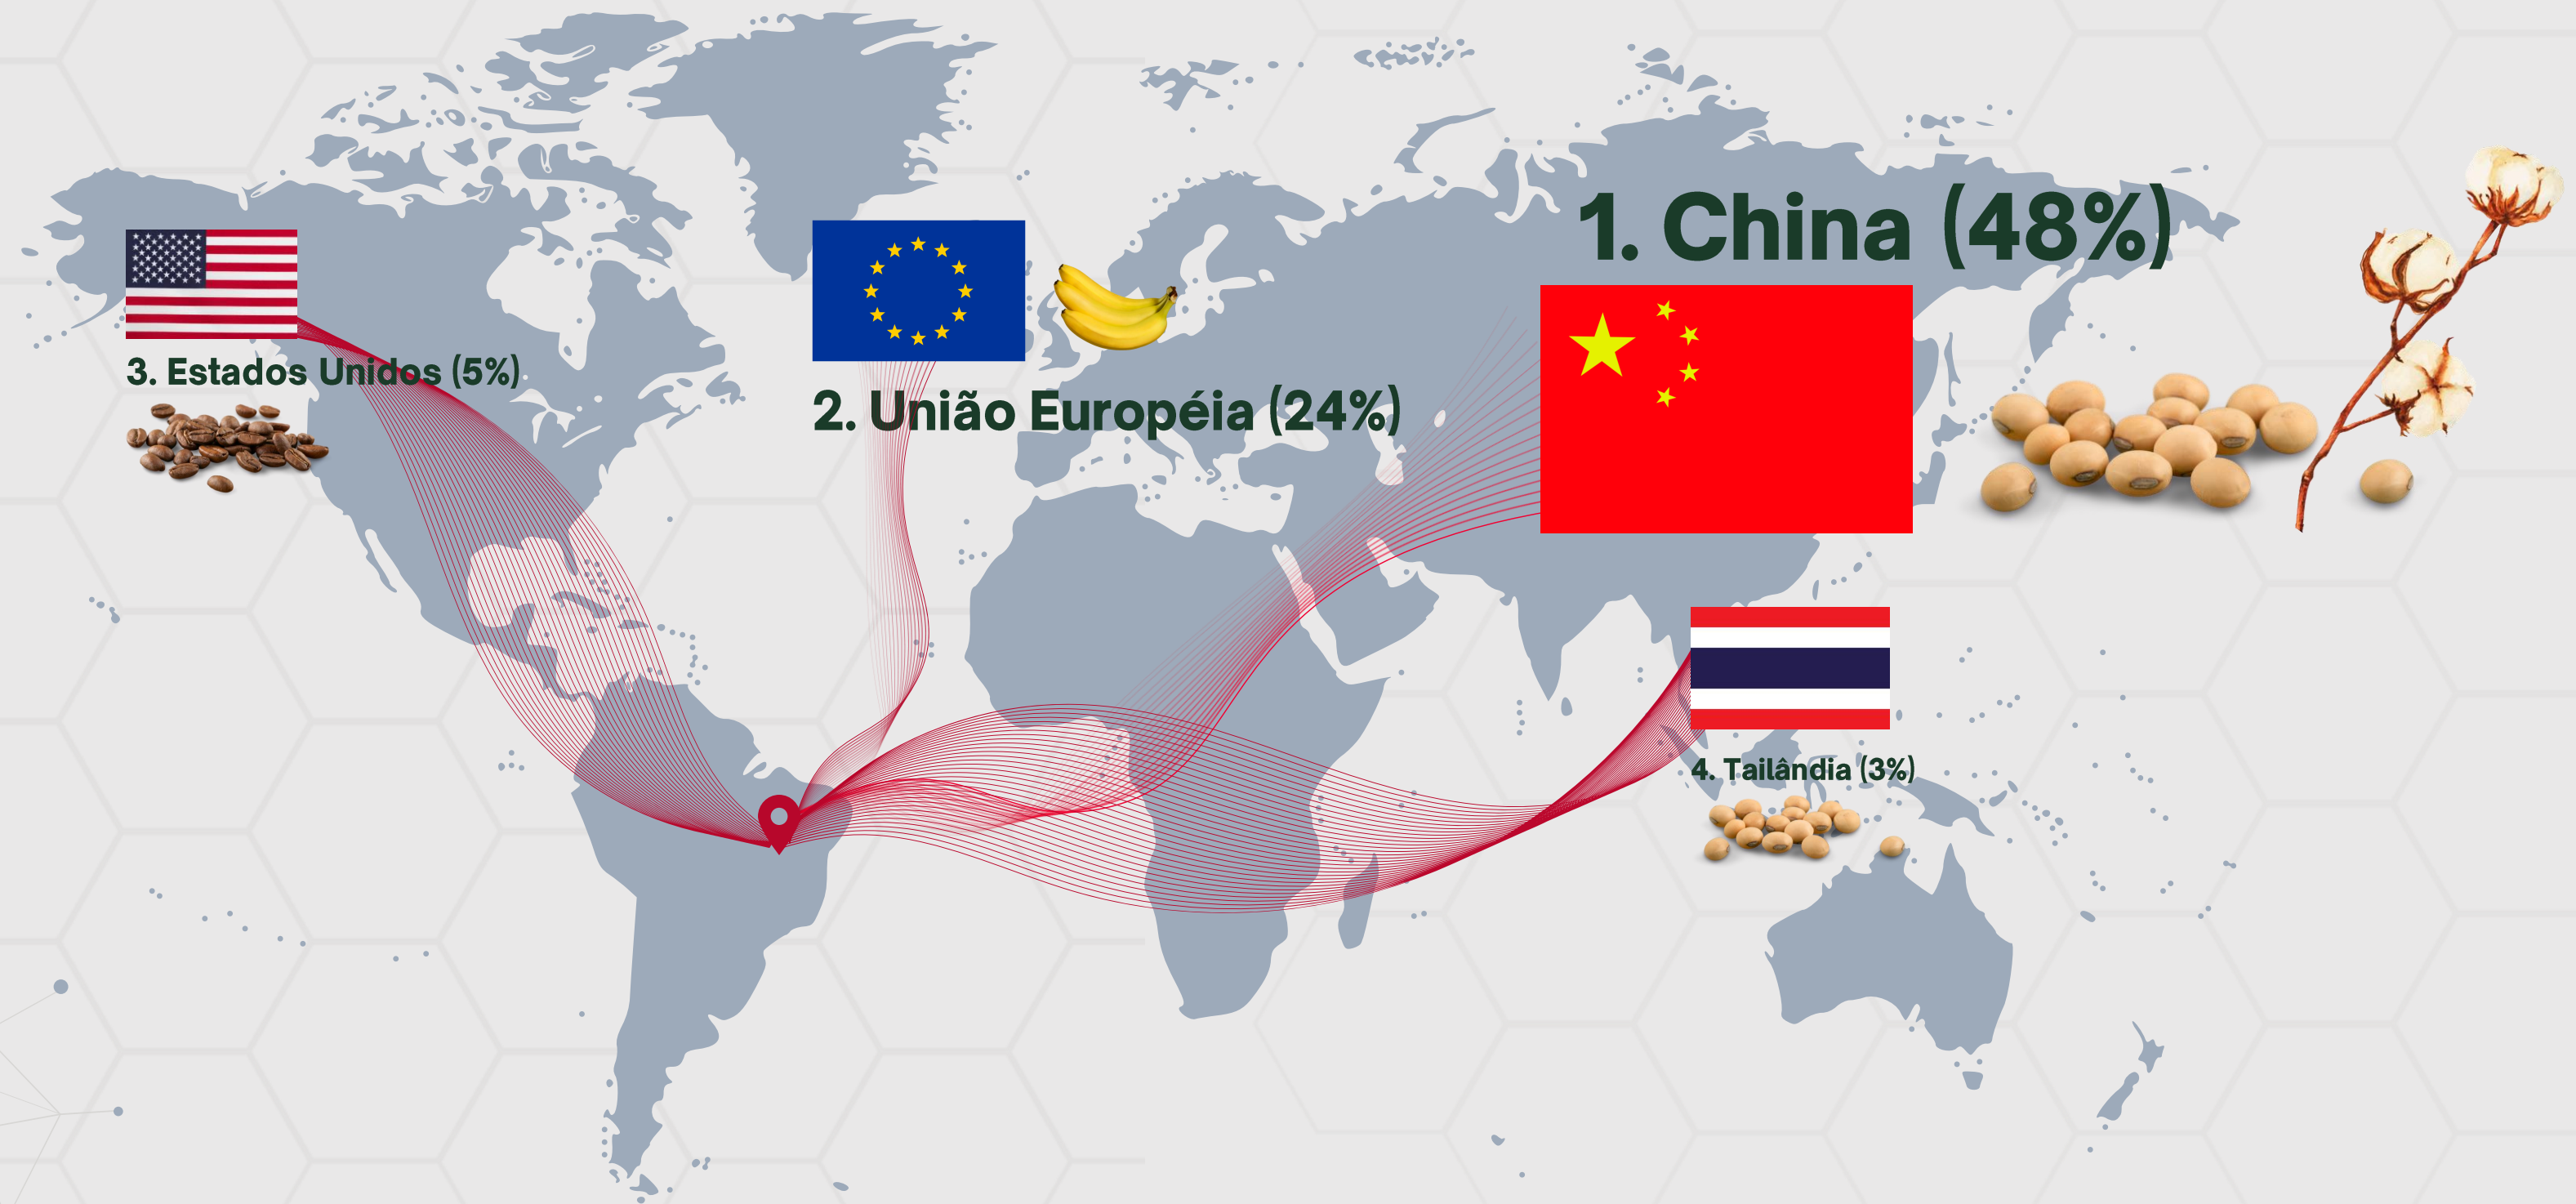 1. China (48%)
2. União Européia (24%)
3. Estados Unidos (5%)
4. Tailândia (3%)